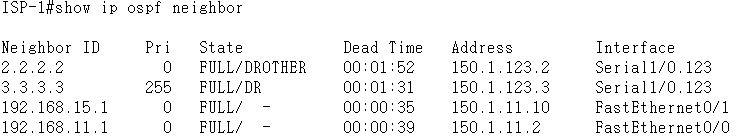 ISP-1#show ip ospf neighbor
Neighbor ID     Pri   State           Dead Time   Address         Interface
2.2.2.2           0   FULL/DROTHER    00:01:52    150.1.123.2     Serial1/0.123
3.3.3.3         255   FULL/DR         00:01:31    150.1.123.3     Serial1/0.123
192.168.15.1      0   FULL/  -        00:00:35    150.1.11.10     FastEthernet0/1
192.168.11.1      0   FULL/  -        00:00:39    150.1.11.2      FastEthernet0/0